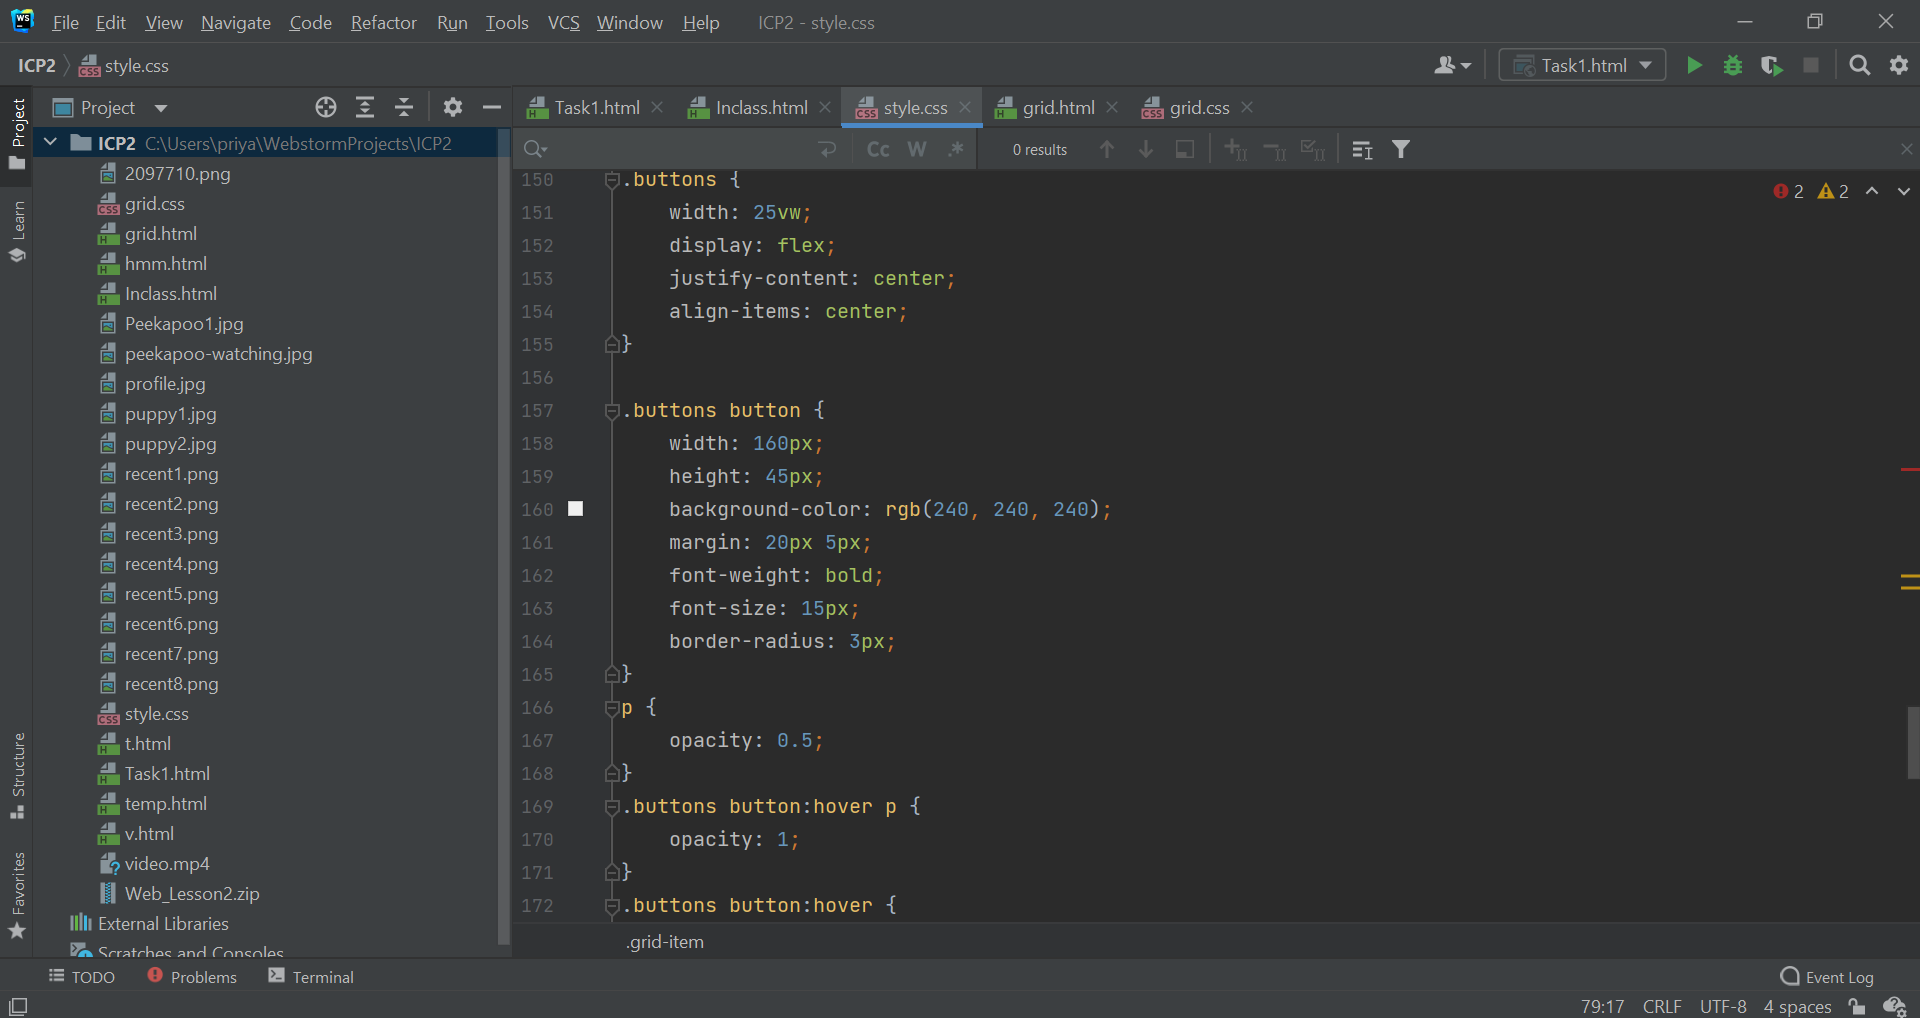 WS File Edit View Navigate Code Refactor Run Tools VCS Window Help ICP2 - style.css
ICP2 style.css Task1.html
Project Task1.html Inclass.html style.css grid.html grid.css
Project
ICP2 C:\Users\priya\WebstormProjects\ICP2
Cc W .* 0 results
2097710.png
grid.css
grid.html
hmm.html
Inclass.html
Peekapoo1.jpg
peekapoo-watching.jpg
profile.jpg
puppy1.jpg
puppy2.jpg
recent1.png
recent2.png
recent3.png
recent4.png
recent5.png
recent6.png
recent7.png
recent8.png
style.css
t.html
Task1.html
temp.html
v.html
video.mp4
Web_Lesson2.zip
External Libraries
Scratches and Consoles
Learn
Structure
Favorites
2 2
150 .buttons {
151 width: 25vw;
152 display: flex;
153 justify-content: center;
154 align-items: center;
155 }
156
157 .buttons button {
158 width: 160px;
159 height: 45px;
160 background-color: rgb(240, 240, 240);
161 margin: 20px 5px;
162 font-weight: bold;
163 font-size: 15px;
164 border-radius: 3px;
165 }
166 p {
167 opacity: 0.5;
168 }
169 .buttons button:hover p {
170 opacity: 1;
171 }
172 .buttons button:hover {
.grid-item
TODO Problems Terminal Event Log
79:17 CRLF UTF-8 4 spaces